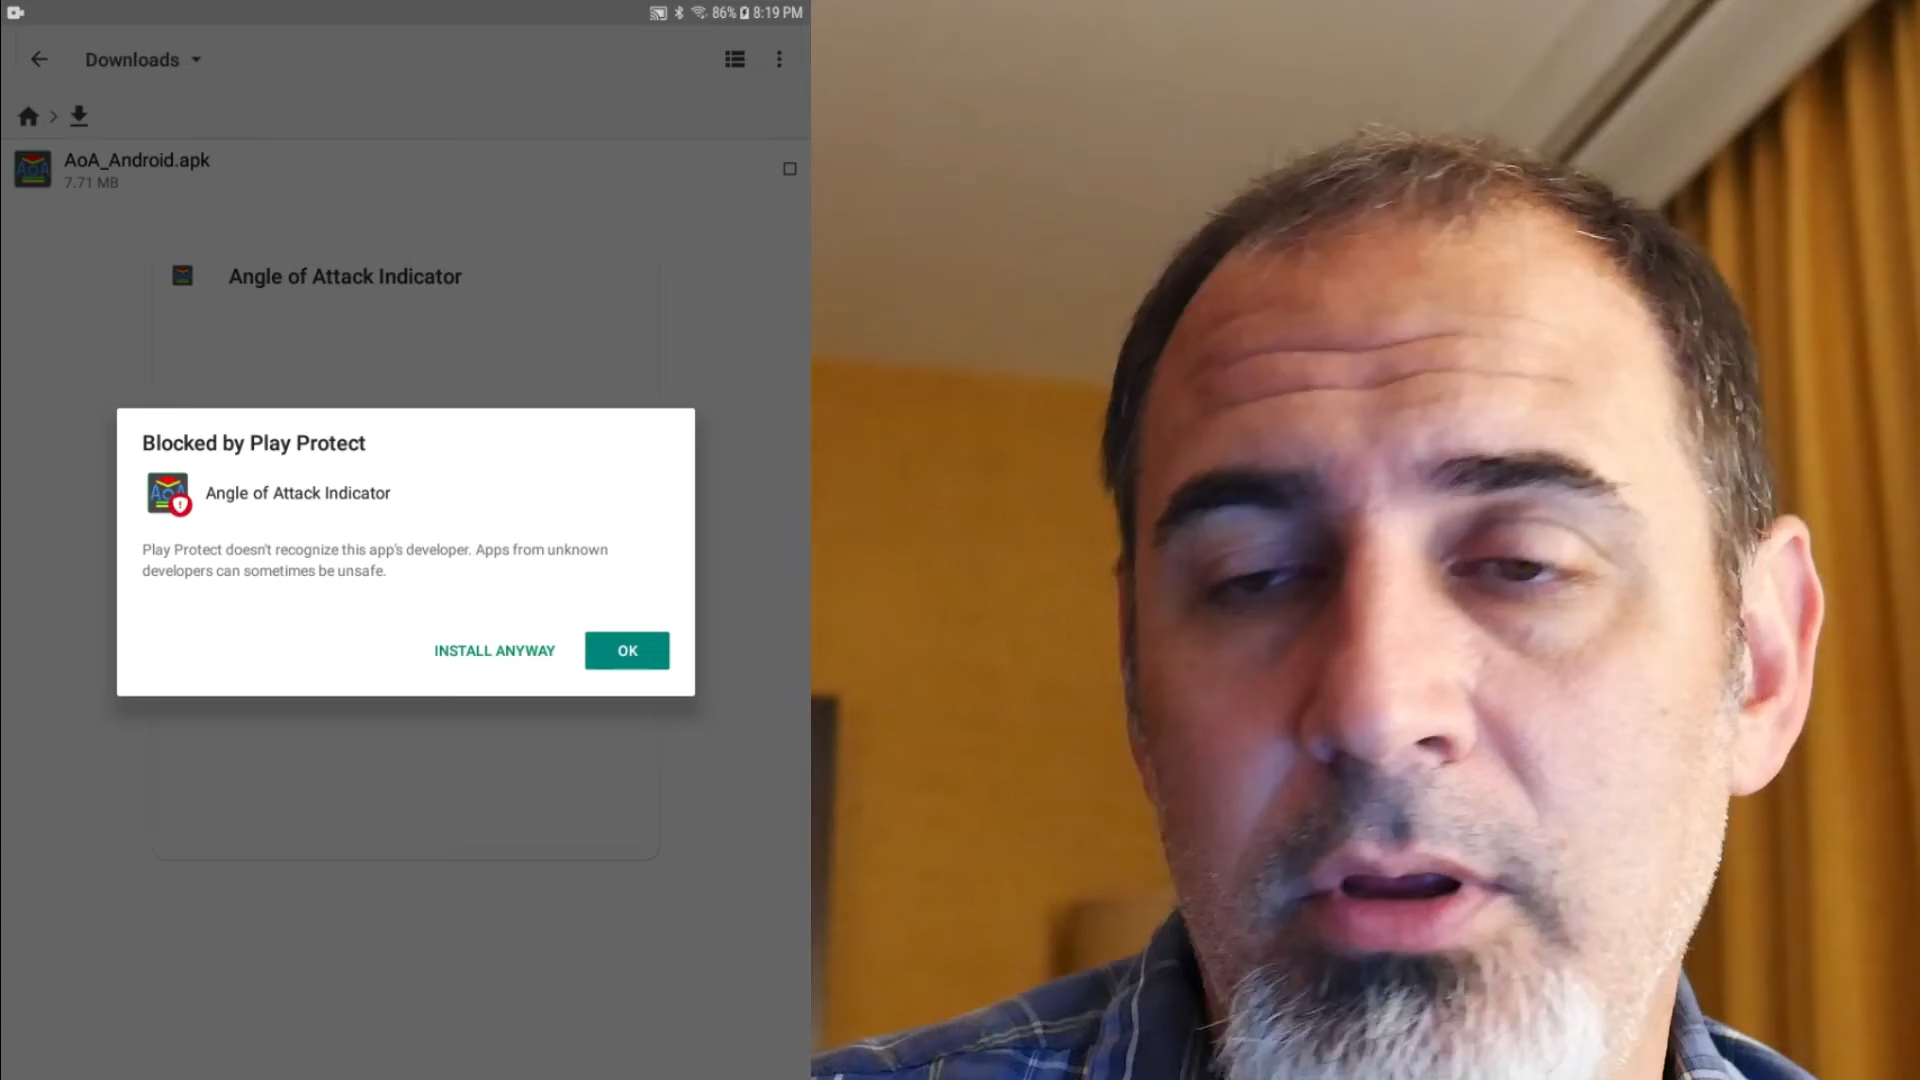 86% 8:19 PM
Downloads
AoA_Android.apk
7.71 MB
AoA
Angle of Attack Indicator
Blocked by Play Protect
AoA
Angle of Attack Indicator
Play Protect doesn't recognize this app's developer. Apps from unknown
developers can sometimes be unsafe.
INSTALL ANYWAY
OK